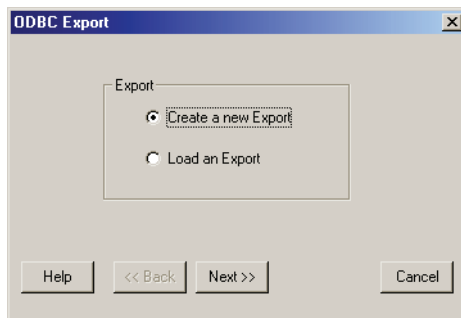 ODBC Export
Export
Create a new Export
Load an Export
Help
<< Back
Next >>
Cancel